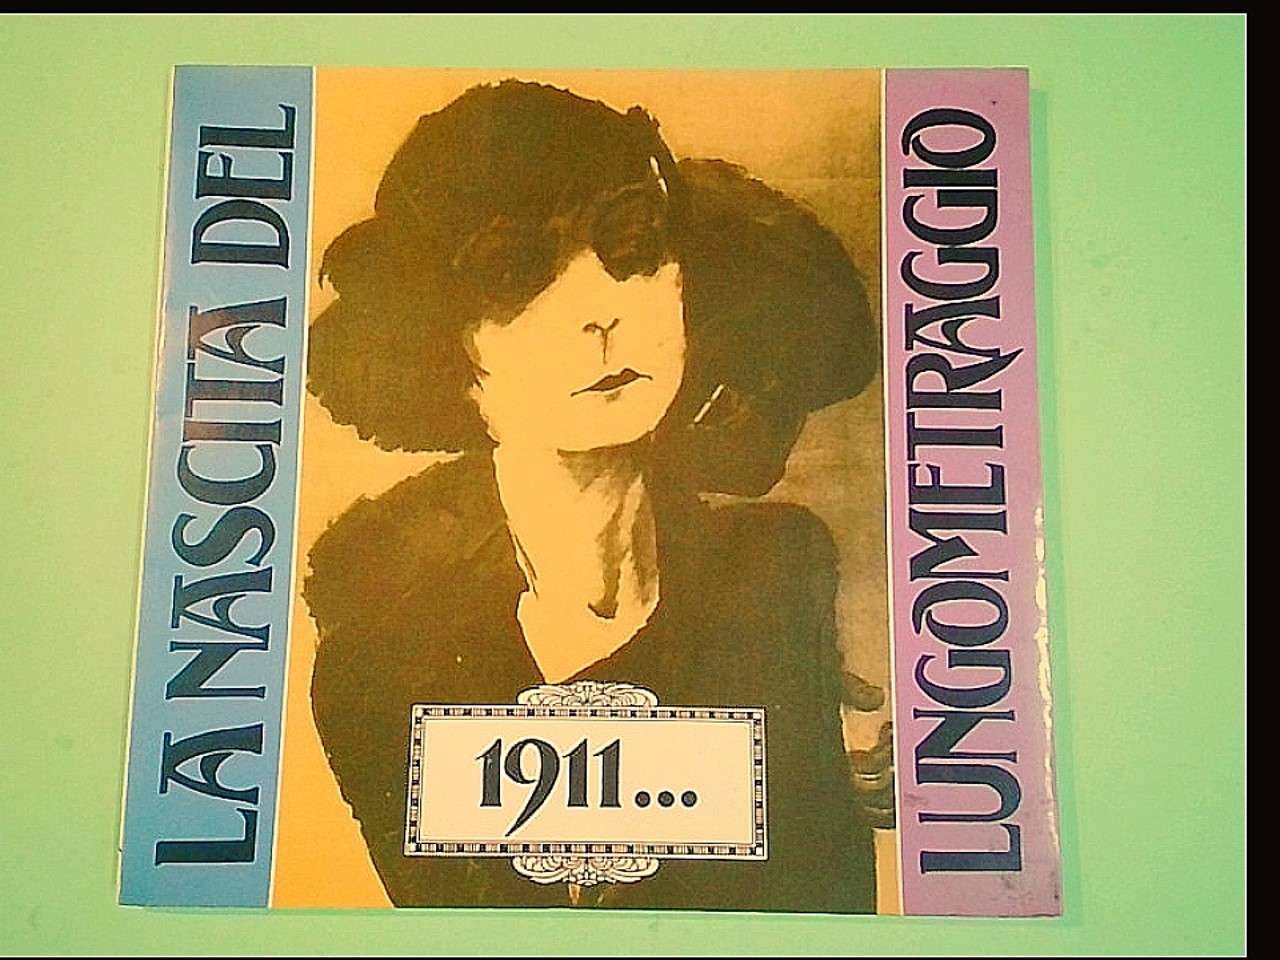 LA NASCITA DEL
LUNGOMETRAGGIO
1911...